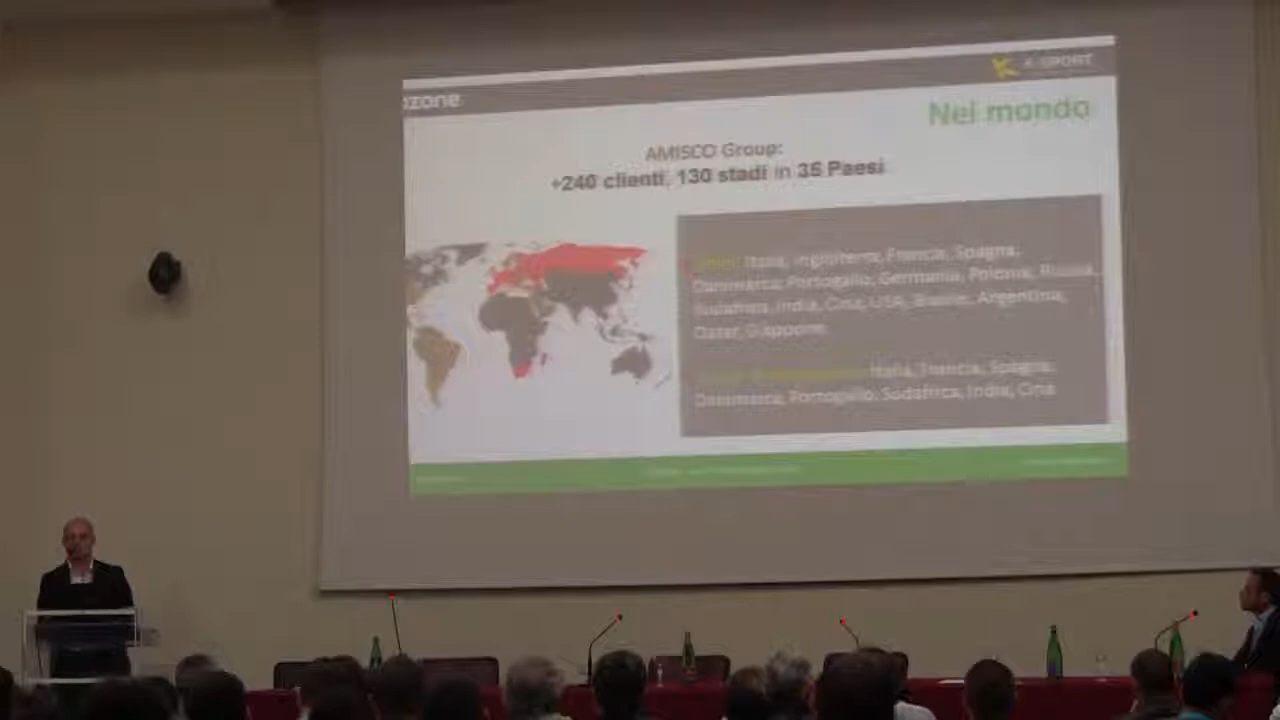 ozone
K-SPORT
Nel mondo
AMISCO Group:
+240 clienti, 130 stadi in 35 Paesi
Italia, Inghilterra, Francia, Spagna,
Danimarca, Portogallo, Germania, Polonia, Russia,
Sudafrica, India, Cina, USA, Brasile, Argentina,
Qatar, Giappone
Italia, Francia, Spagna,
Danimarca, Portogallo, Sudafrica, India, Cina